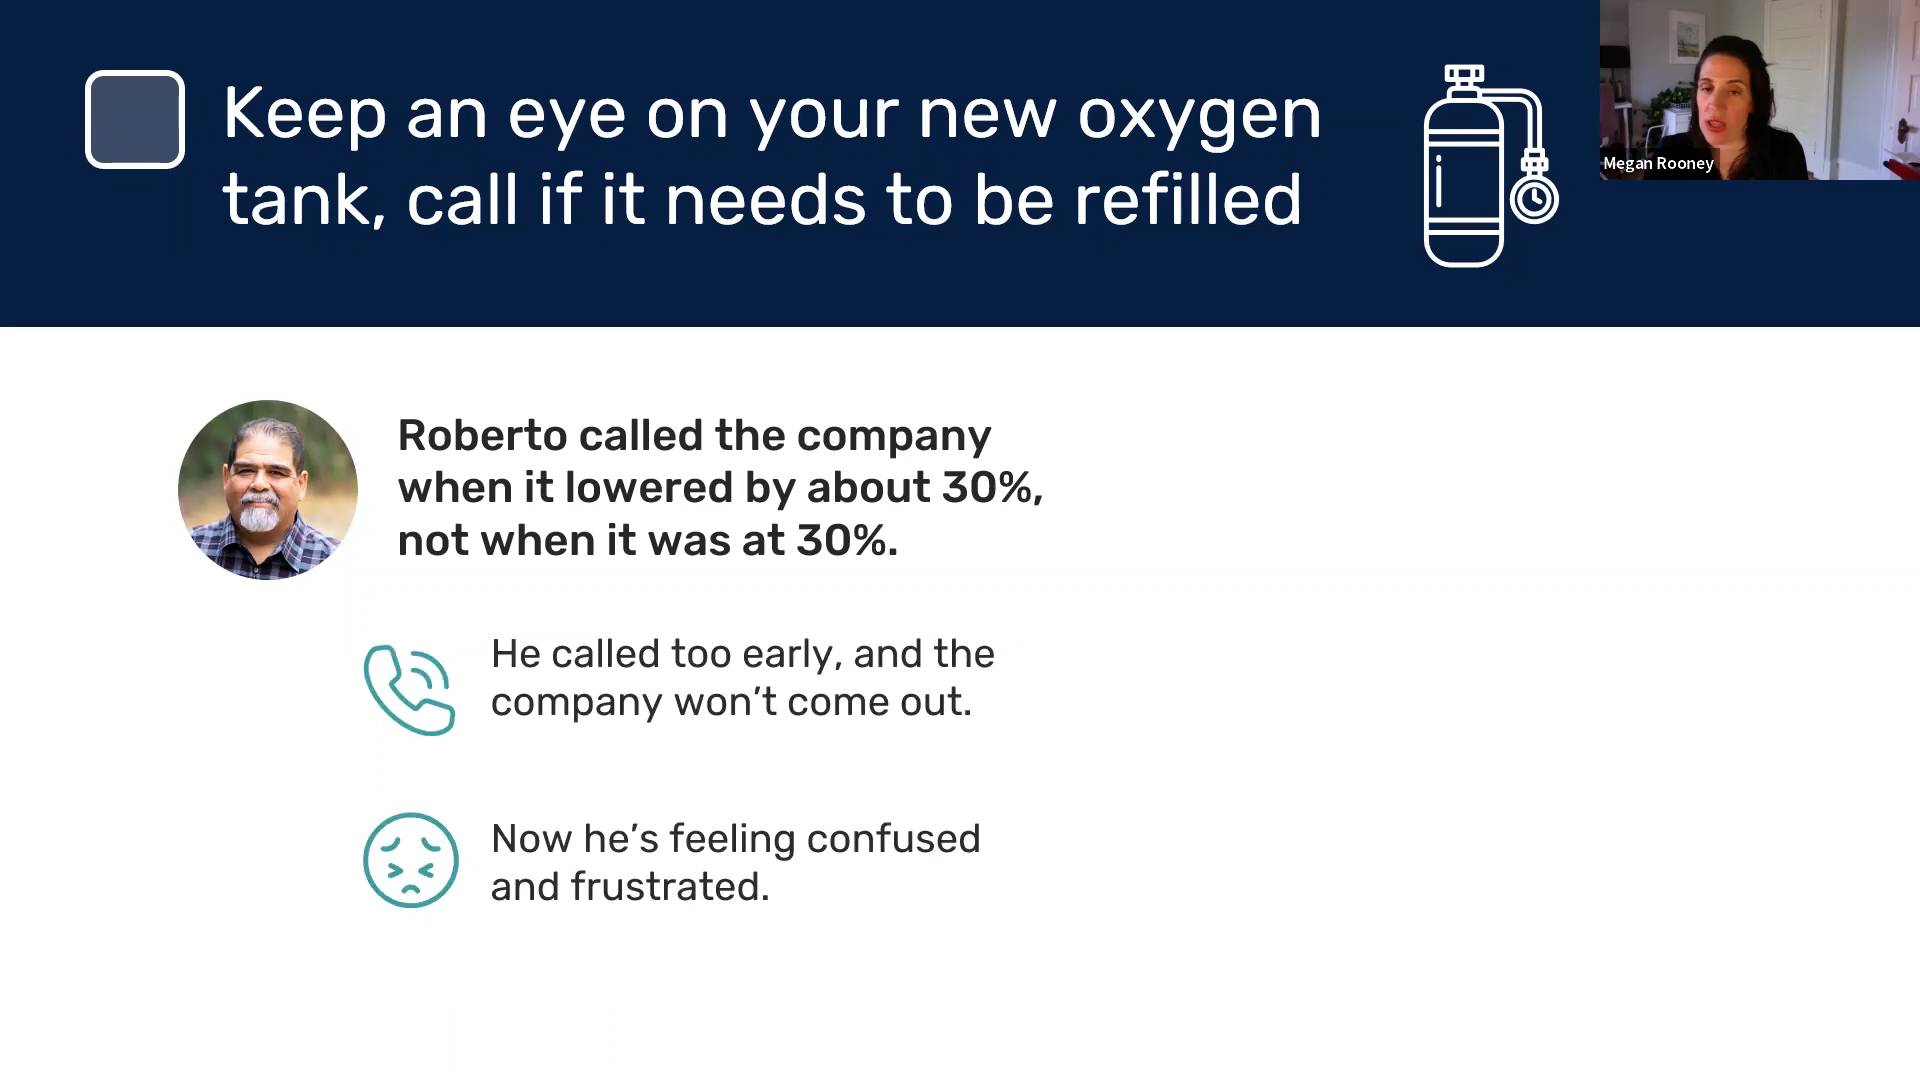 Keep an eye on your new oxygen
tank, call if it needs to be refilled
Megan Rooney
Roberto called the company
when it lowered by about 30%,
not when it was at 30%.
He called too early, and the
company won’t come out.
Now he’s feeling confused
and frustrated.